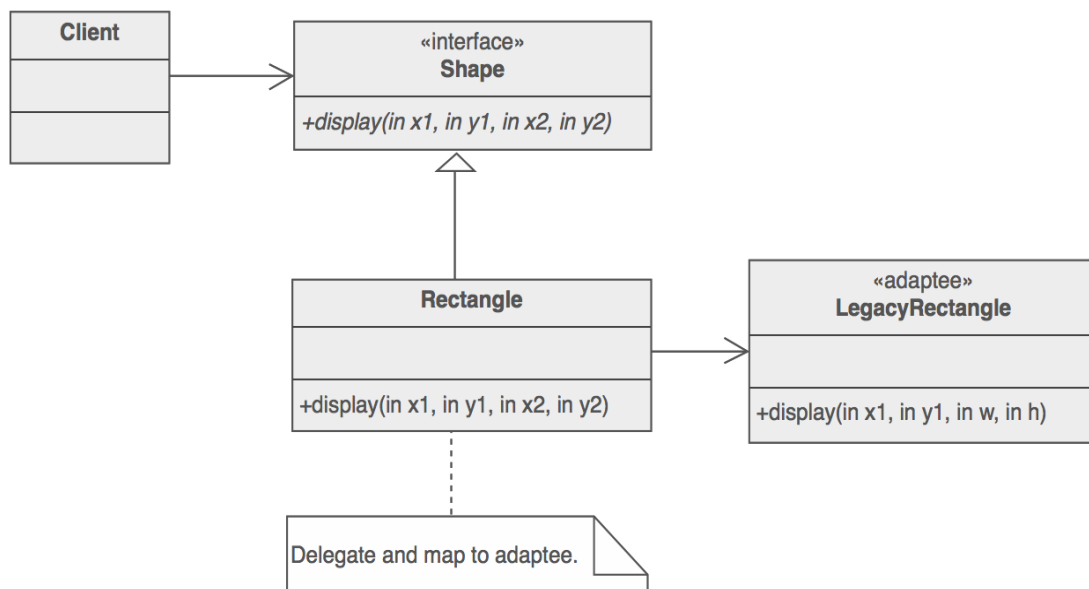 Client
«interface»
Shape
+display(in x1, in y1, in x2, in y2)
Rectangle
+display(in x1, in y1, in x2, in y2)
«adaptee»
LegacyRectangle
+display(in x1, in y1, in w, in h)
Delegate and map to adaptee.